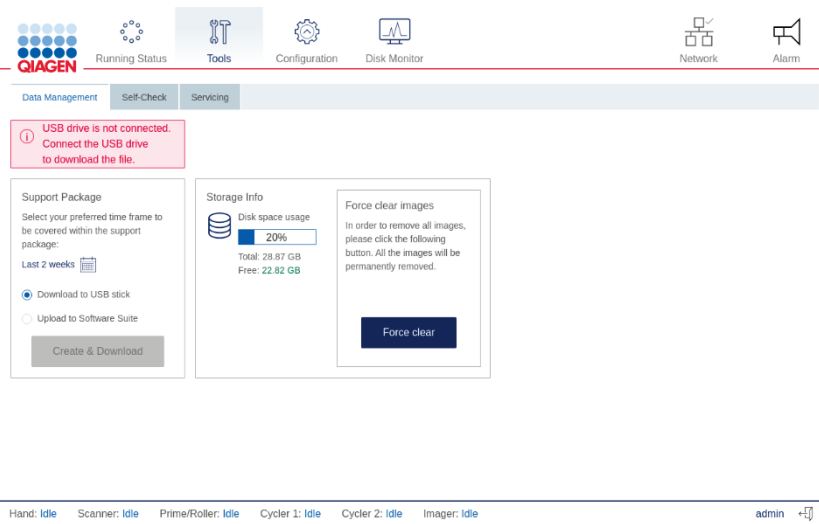 QIAGEN
Running Status
Tools
Configuration
Disk Monitor
Network
Alarm
Data Management
Self-Check
Servicing
USB drive is not connected.
Connect the USB drive
to download the file.
Support Package
Select your preferred time frame to
be covered within the support
package:
Last 2 weeks
Download to USB stick
Upload to Software Suite
Create & Download
Storage Info
Disk space usage
20%
Total: 28.87 GB
Free: 22.82 GB
Force clear images
In order to remove all images,
please click the following
button. All the images will be
permanently removed.
Force clear
Hand: Idle
Scanner: Idle
Prime/Roller: Idle
Cycler 1: Idle
Cycler 2: Idle
Imager: Idle
admin